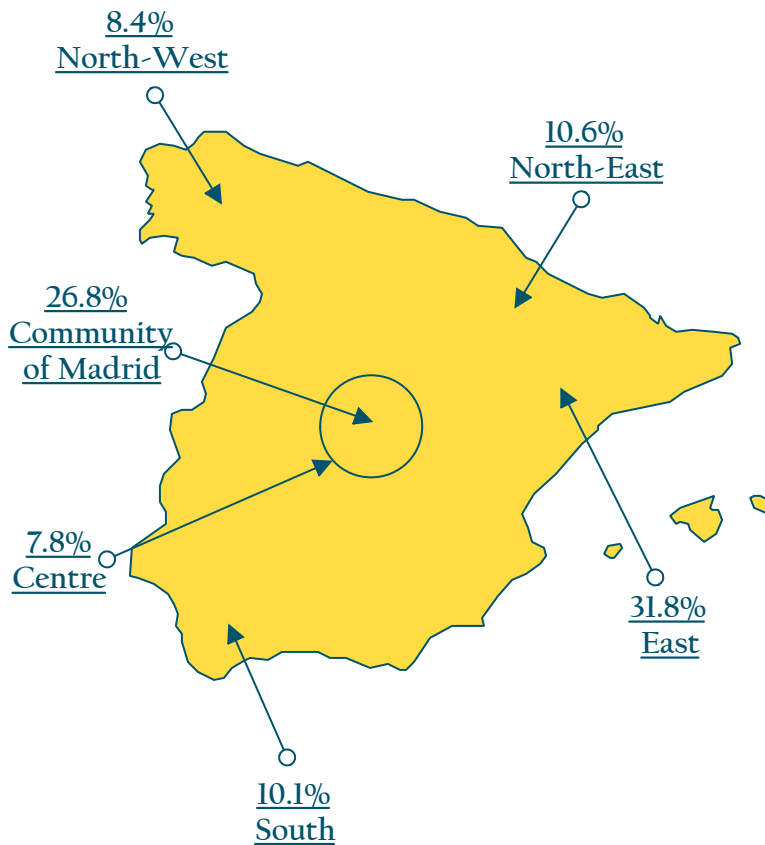 8.4%
North-West
10.6%
North-East
26.8%
Community
of Madrid
7.8%
Centre
31.8%
East
10.1%
South